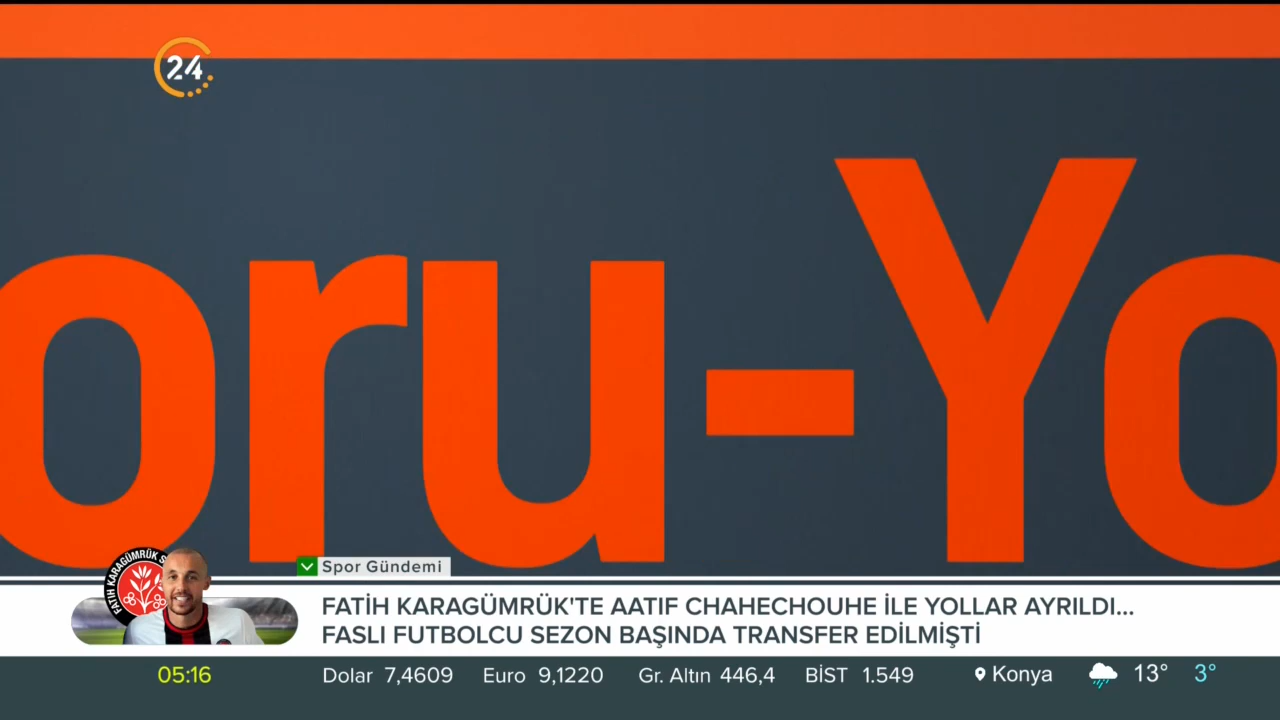 24
oru-Yo
FATİH KARAGÜMRÜK S
Spor Gündemi
FATİH KARAGÜMRÜK'TE AATIF CHAHECHOUHE İLE YOLLAR AYRILDI...
FASLI FUTBOLCU SEZON BAŞINDA TRANSFER EDİLMİŞTİ
05:16 Dolar 7,4609 Euro 9,1220 Gr. Altın 446,4 BİST 1.549 Konya 13° 3°